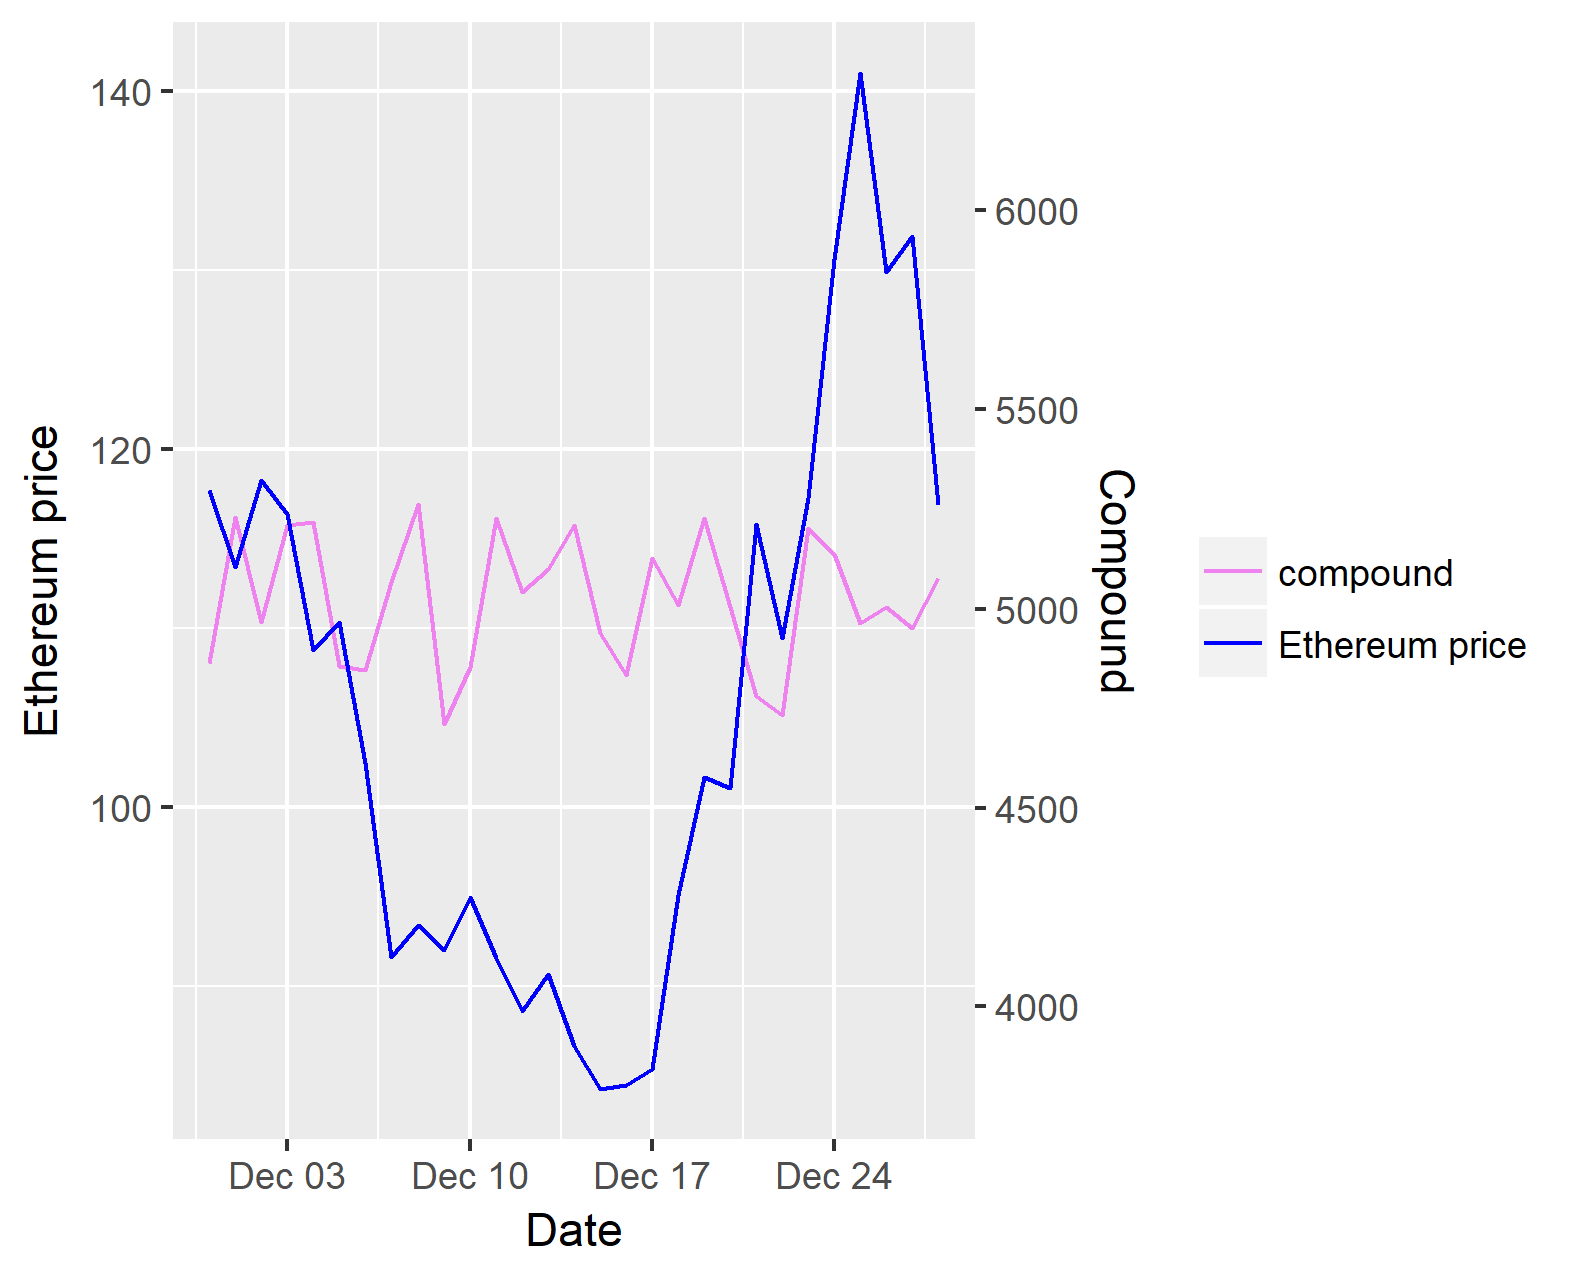 140
120
100
Ethereum price
6000
5500
5000
4500
4000
Compound
Dec 03
Dec 10
Dec 17
Dec 24
Date
compound
Ethereum price